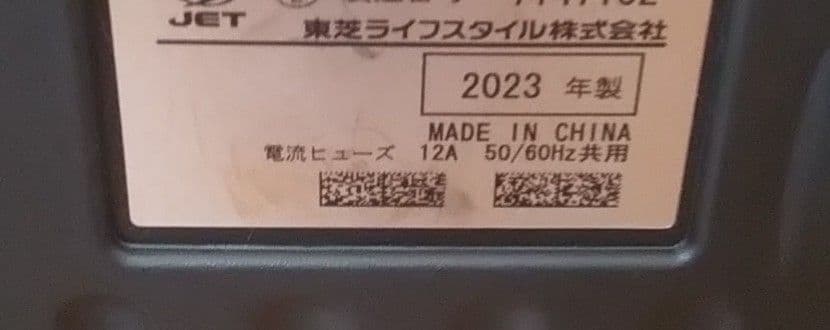 JET
東芝ライフスタイル株式会社
2023 年製
MADE IN CHINA
電流ヒューズ 12A 50/60Hz共用